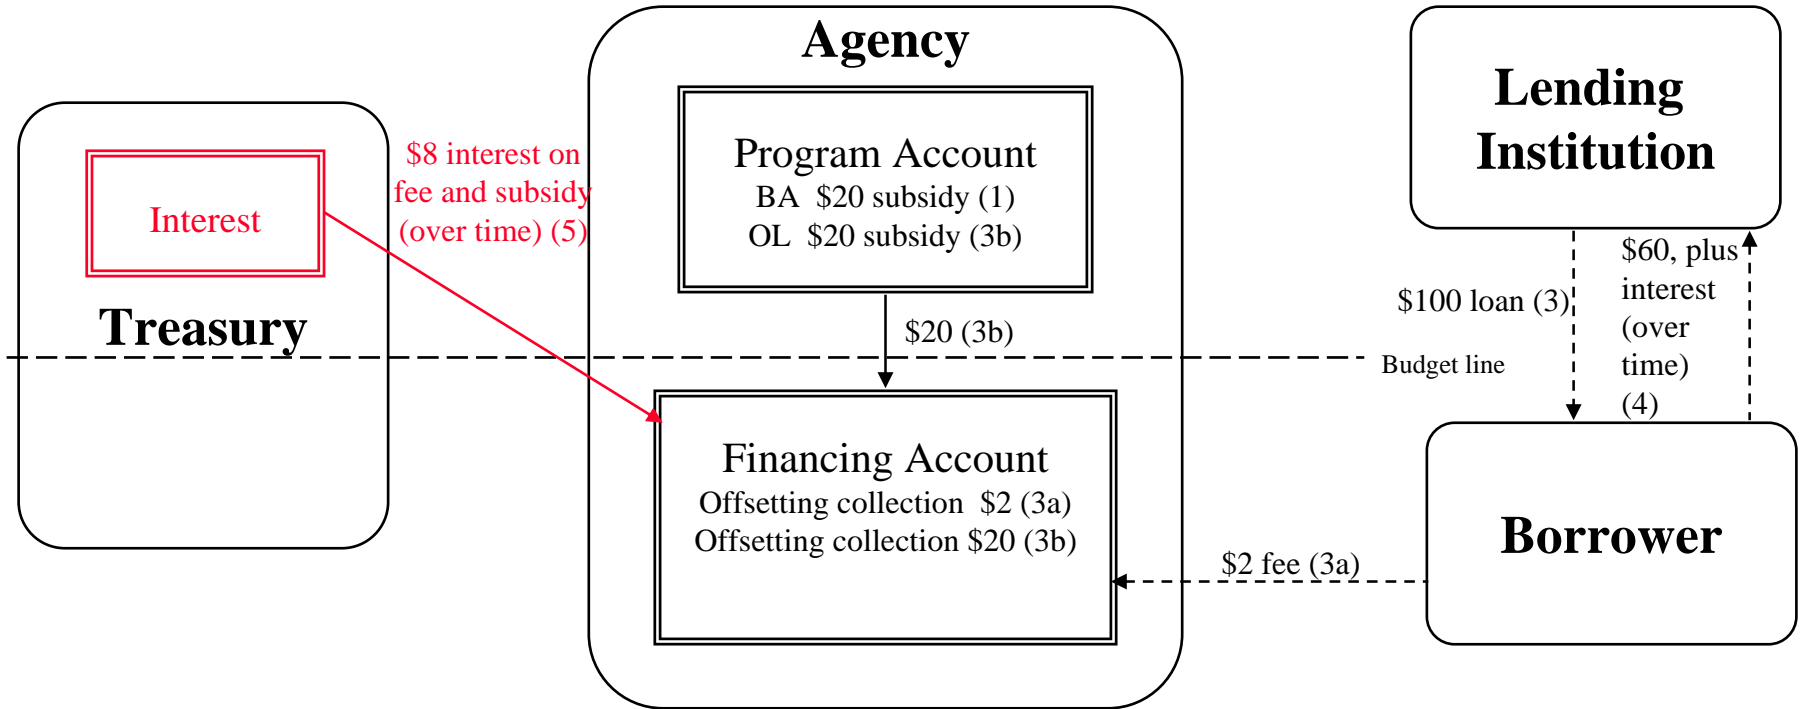 Agency
Program Account
BA $20 subsidy (1)
OL $20 subsidy (3b)
$8 interest on
fee and subsidy
(over time) (5)
Interest
Treasury
$20 (3b)
Budget line
Financing Account
Offsetting collection $2 (3a)
Offsetting collection $20 (3b)
Lending
Institution
$100 loan (3)
$60, plus
interest
(over
time)
(4)
Borrower
$2 fee (3a)